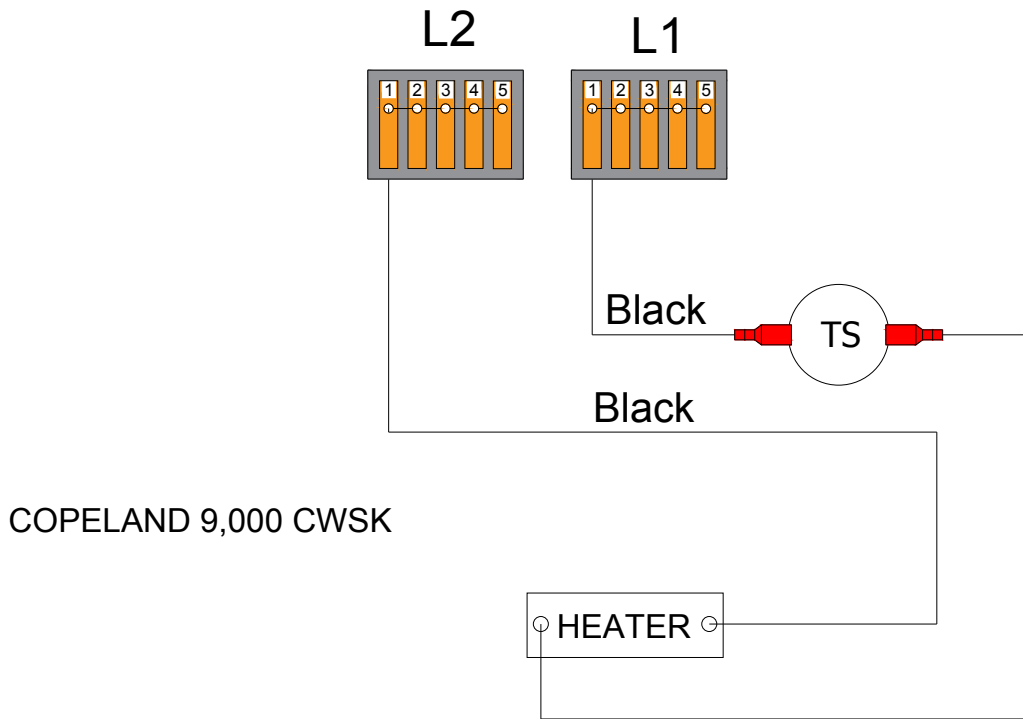 L2
L1
1 2 3 4 5
1 2 3 4 5
Black
TS
Black
COPELAND 9,000 CWSK
HEATER